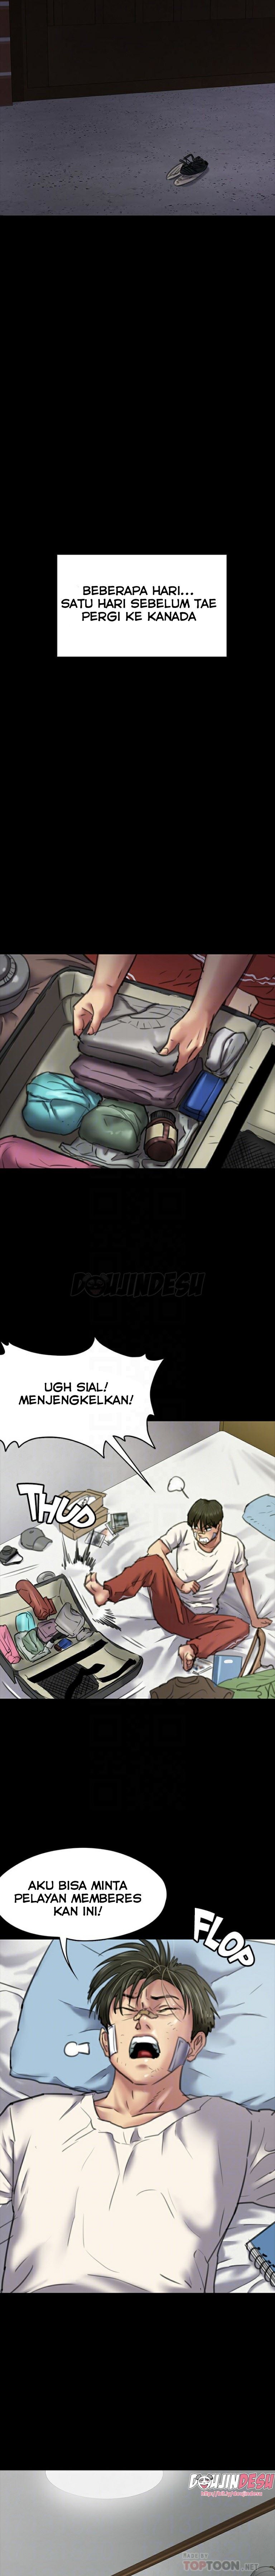 BEBERAPA HARI...
SATU HARI SEBELUM TAE
PERGI KE KANADA
DOUJINDESU
UGH SIAL!
MENJENGKELKAN!
THUD
AKU BISA MINTA
PELAYAN MEMBERES
KAN INI!
FLOP
DOUJINDESU
TOPTOON.NET